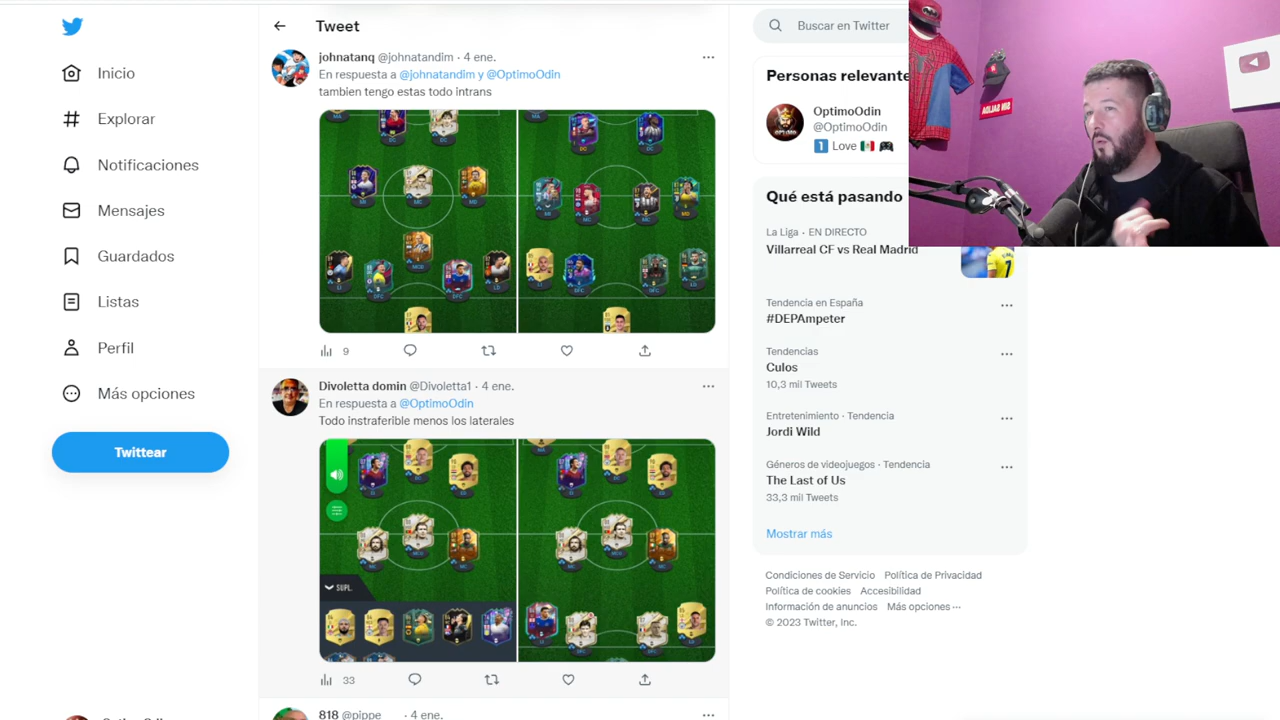 Tweet
Buscar en Twitter
Inicio
Explorar
Notificaciones
Mensajes
Guardados
Listas
Perfil
Más opciones
Twittear
johnatanq @johnatandim · 4 ene.
En respuesta a @johnatandim y @OptimoOdin
tambien tengo estas todo intrans
9
Divoletta domin @Divoletta1 · 4 ene.
En respuesta a @OptimoOdin
Todo instraferible menos los laterales
SUPL.
33
818 @pippe · 4 ene.
Personas relevante
OptimoOdin
@OptimoOdin
1 Love
Qué está pasando
La Liga · EN DIRECTO
Villarreal CF vs Real Madrid
Tendencia en España
#DEPAmpeter
Tendencias
Culos
10,3 mil Tweets
Entretenimiento · Tendencia
Jordi Wild
Géneros de videojuegos · Tendencia
The Last of Us
33,3 mil Tweets
Mostrar más
Condiciones de Servicio Política de Privacidad
Política de cookies Accesibilidad
Información de anuncios Más opciones ···
© 2023 Twitter, Inc.